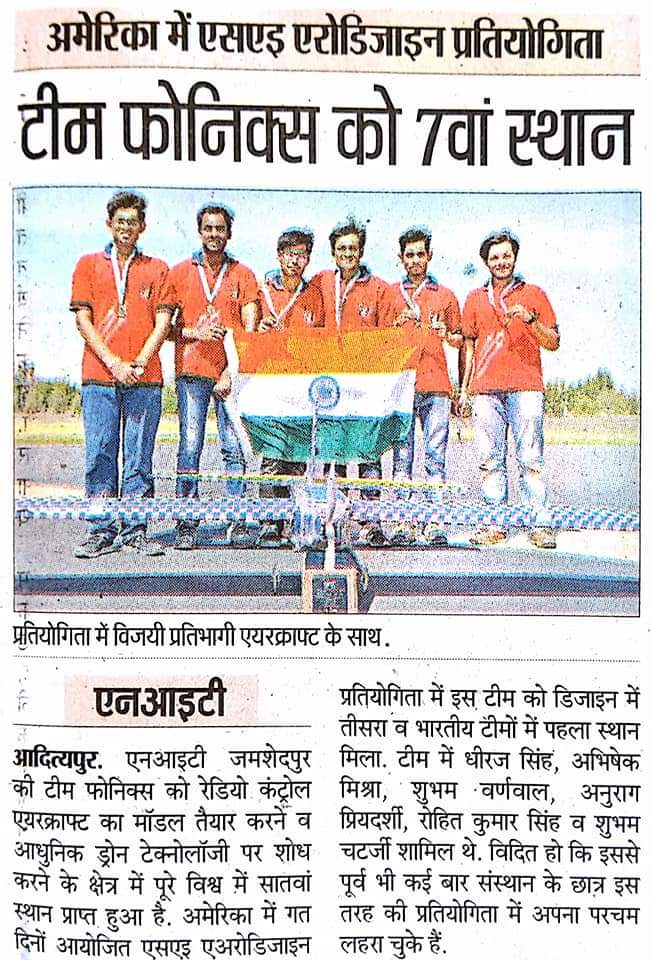 अमेरिका में एसएइ एरोडिजाइन प्रतियोगिता
टीम फोनिक्स को 7वां स्थान
प्रतियोगिता में विजयी प्रतिभागी एयरक्राफ्ट के साथ.
एनआइटी
आदित्यपुर. एनआइटी जमशेदपुर
की टीम फोनिक्स को रेडियो कंट्रोल
एयरक्राफ्ट का मॉडल तैयार करने व
आधुनिक ड्रोन टेक्नोलॉजी पर शोध
करने के क्षेत्र में पूरे विश्व में सातवां
स्थान प्राप्त हुआ है. अमेरिका में गत
दिनों आयोजित एसएइ एअरोडिजाइन
प्रतियोगिता में इस टीम को डिजाइन में
तीसरा व भारतीय टीमों में पहला स्थान
मिला. टीम में धीरज सिंह, अभिषेक
मिश्रा, शुभम वर्णवाल, अनुराग
प्रियदर्शी, रोहित कुमार सिंह व शुभम
चटर्जी शामिल थे. विदित हो कि इससे
पूर्व भी कई बार संस्थान के छात्र इस
तरह की प्रतियोगिता में अपना परचम
लहरा चुके हैं.